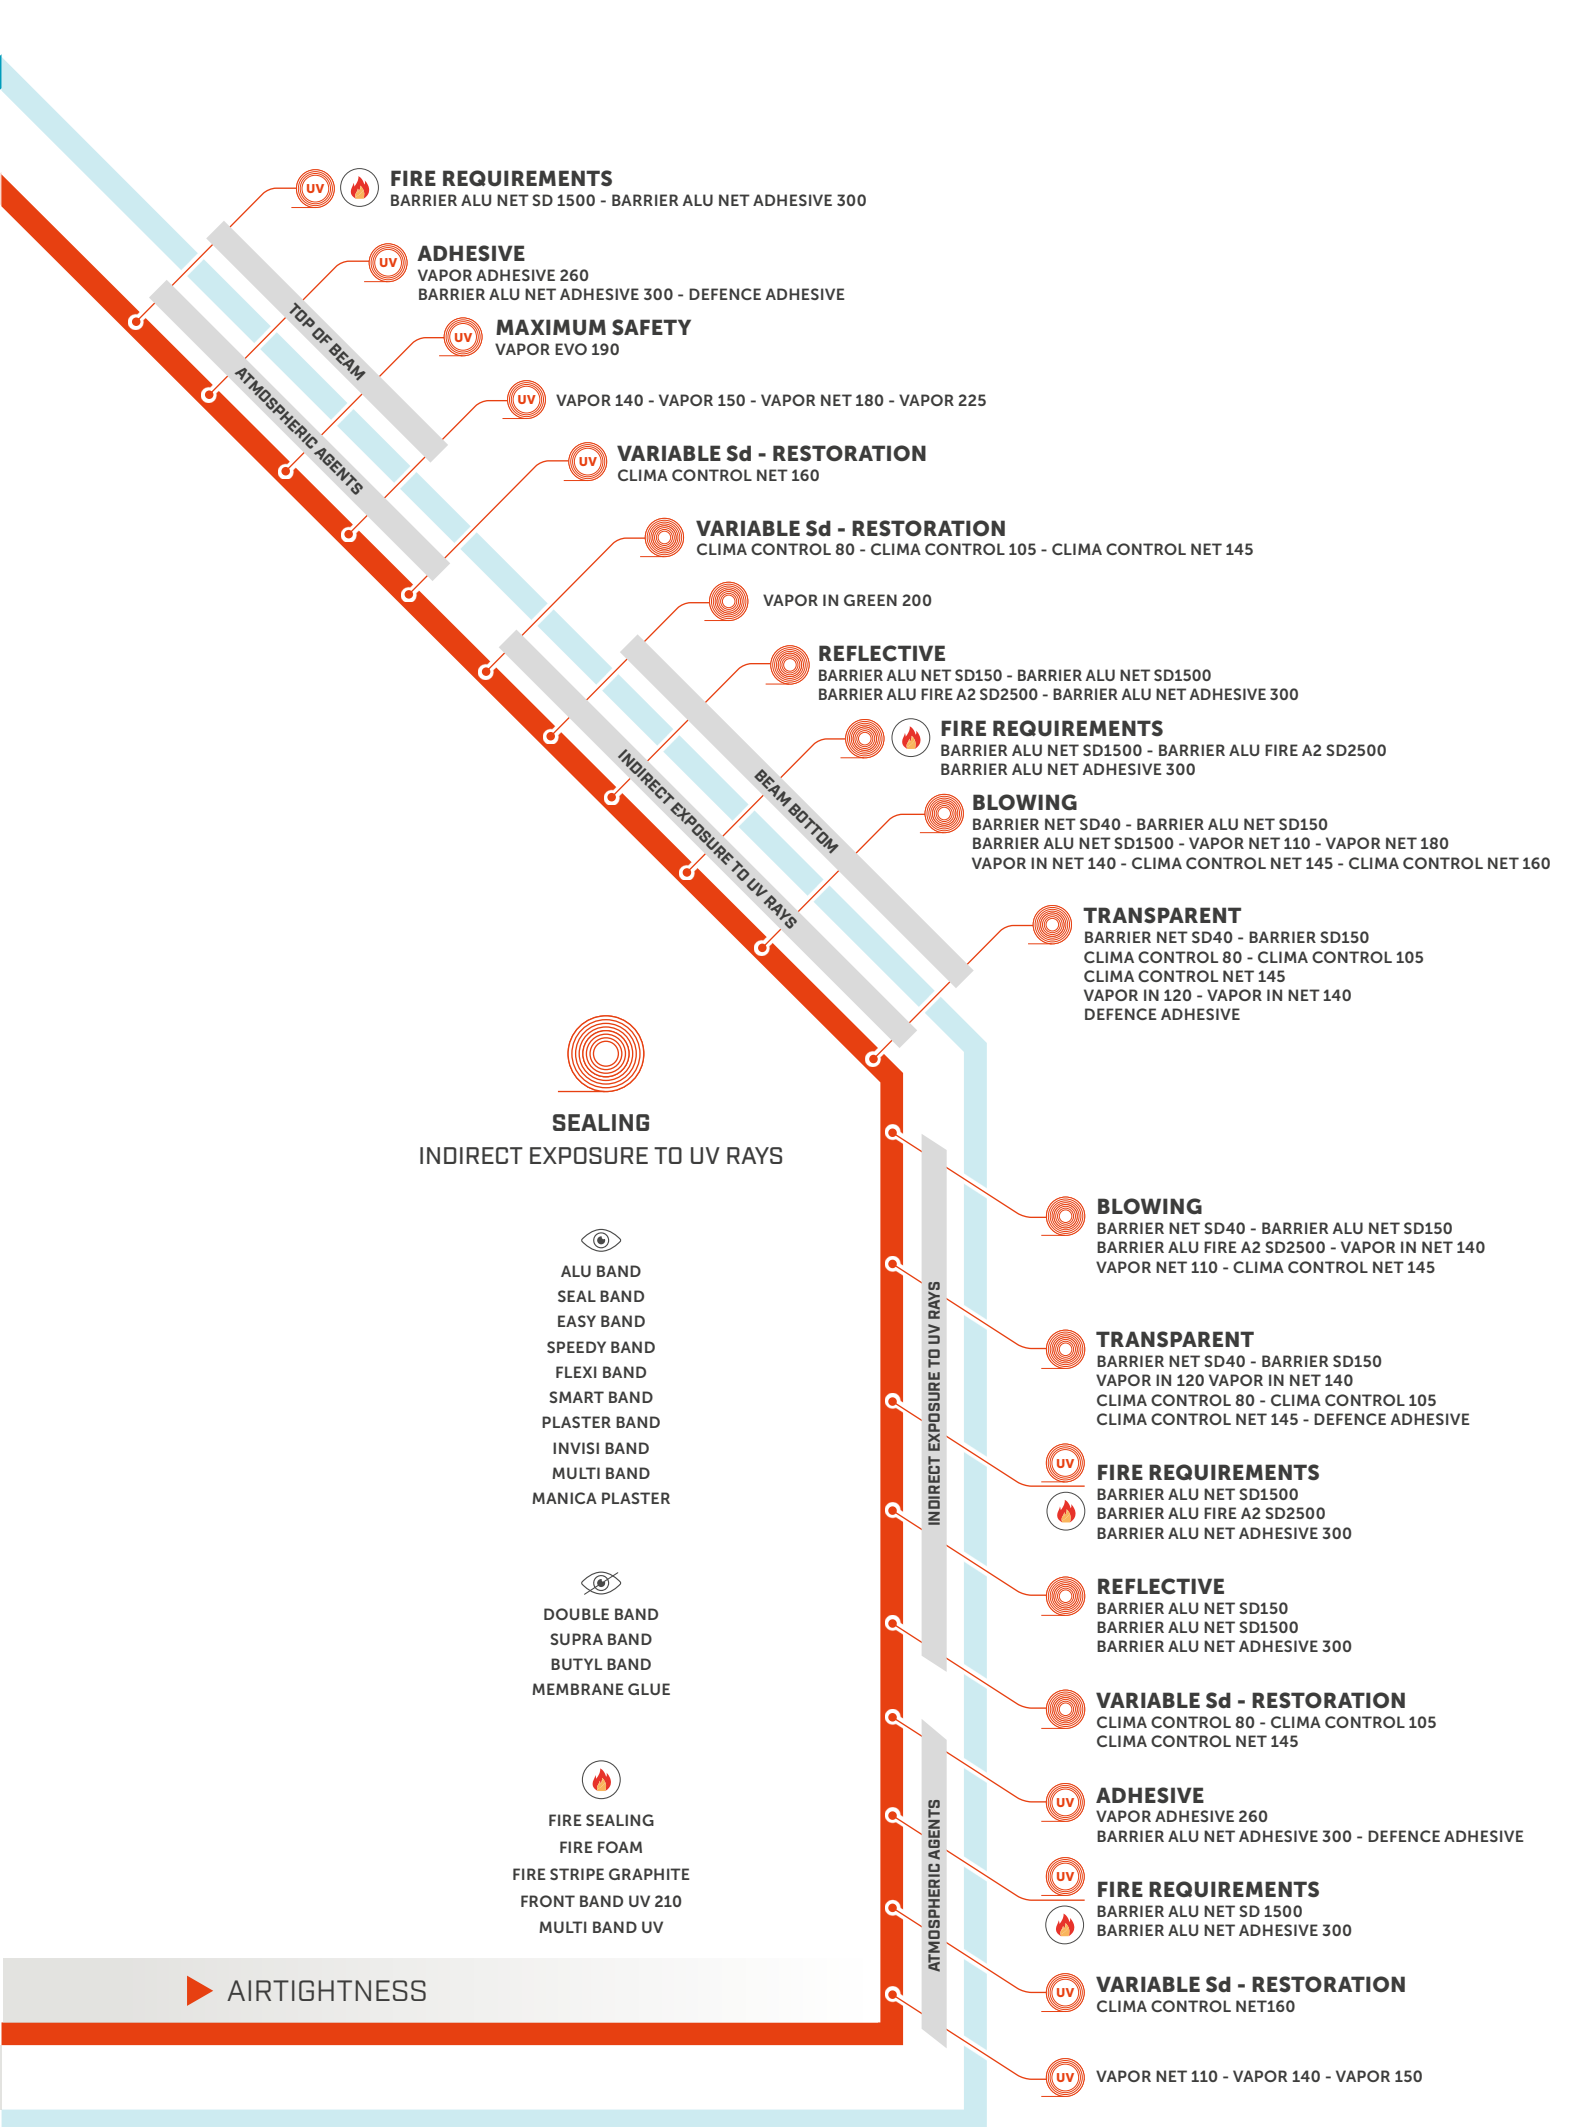 UV
FIRE REQUIREMENTS
BARRIER ALU NET SD 1500 - BARRIER ALU NET ADHESIVE 300
UV
ADHESIVE
VAPOR ADHESIVE 260
BARRIER ALU NET ADHESIVE 300 - DEFENCE ADHESIVE
TOP OF BEAM
UV
MAXIMUM SAFETY
VAPOR EVO 190
ATMOSPHERIC AGENTS
UV
VAPOR 140 - VAPOR 150 - VAPOR NET 180 - VAPOR 225
UV
VARIABLE Sd - RESTORATION
CLIMA CONTROL NET 160
VARIABLE Sd - RESTORATION
CLIMA CONTROL 80 - CLIMA CONTROL 105 - CLIMA CONTROL NET 145
VAPOR IN GREEN 200
REFLECTIVE
BARRIER ALU NET SD150 - BARRIER ALU NET SD1500
BARRIER ALU FIRE A2 SD2500 - BARRIER ALU NET ADHESIVE 300
FIRE REQUIREMENTS
BARRIER ALU NET SD1500 - BARRIER ALU FIRE A2 SD2500
BARRIER ALU NET ADHESIVE 300
INDIRECT EXPOSURE TO UV RAYS
BEAM BOTTOM
BLOWING
BARRIER NET SD40 - BARRIER ALU NET SD150
BARRIER ALU NET SD1500 - VAPOR NET 110 - VAPOR NET 180
VAPOR IN NET 140 - CLIMA CONTROL NET 145 - CLIMA CONTROL NET 160
TRANSPARENT
BARRIER NET SD40 - BARRIER SD150
CLIMA CONTROL 80 - CLIMA CONTROL 105
CLIMA CONTROL NET 145
VAPOR IN 120 - VAPOR IN NET 140
DEFENCE ADHESIVE
SEALING
INDIRECT EXPOSURE TO UV RAYS
ALU BAND
SEAL BAND
EASY BAND
SPEEDY BAND
FLEXI BAND
SMART BAND
PLASTER BAND
INVISI BAND
MULTI BAND
MANICA PLASTER
DOUBLE BAND
SUPRA BAND
BUTYL BAND
MEMBRANE GLUE
FIRE SEALING
FIRE FOAM
FIRE STRIPE GRAPHITE
FRONT BAND UV 210
MULTI BAND UV
AIRTIGHTNESS
INDIRECT EXPOSURE TO UV RAYS
BLOWING
BARRIER NET SD40 - BARRIER ALU NET SD150
BARRIER ALU FIRE A2 SD2500 - VAPOR IN NET 140
VAPOR NET 110 - CLIMA CONTROL NET 145
TRANSPARENT
BARRIER NET SD40 - BARRIER SD150
VAPOR IN 120 VAPOR IN NET 140
CLIMA CONTROL 80 - CLIMA CONTROL 105
CLIMA CONTROL NET 145 - DEFENCE ADHESIVE
UV
FIRE REQUIREMENTS
BARRIER ALU NET SD1500
BARRIER ALU FIRE A2 SD2500
BARRIER ALU NET ADHESIVE 300
REFLECTIVE
BARRIER ALU NET SD150
BARRIER ALU NET SD1500
BARRIER ALU NET ADHESIVE 300
VARIABLE Sd - RESTORATION
CLIMA CONTROL 80 - CLIMA CONTROL 105
CLIMA CONTROL NET 145
ATMOSPHERIC AGENTS
UV
ADHESIVE
VAPOR ADHESIVE 260
BARRIER ALU NET ADHESIVE 300 - DEFENCE ADHESIVE
UV
FIRE REQUIREMENTS
BARRIER ALU NET SD 1500
BARRIER ALU NET ADHESIVE 300
UV
VARIABLE Sd - RESTORATION
CLIMA CONTROL NET160
UV
VAPOR NET 110 - VAPOR 140 - VAPOR 150